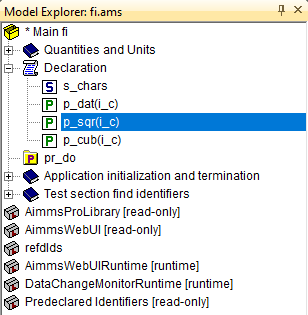 Model Explorer: fi.ams
* Main fi
Quantities and Units
Declaration
S s_chars
P p_dat(i_c)
P p_sqr(i_c)
P p_cub(i_c)
P pr_do
Application initialization and termination
Test section find identifiers
AimmsProLibrary [read-only]
AimmsWebUI [read-only]
refdIds
AimmsWebUIRuntime [runtime]
DataChangeMonitorRuntime [runtime]
Predeclared Identifiers [read-only]